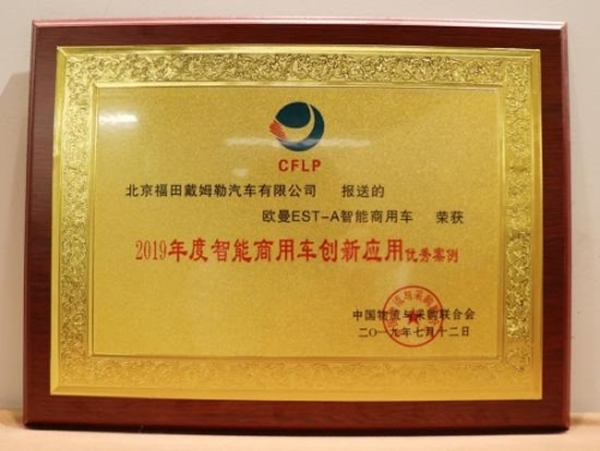 CFLP
北京福田戴姆勒汽车有限公司 报送的
欧曼EST-A智能商用车 荣获
2019年度智能商用车创新应用优秀案例
中国物流与采购联合会
二〇一九年七月十二日